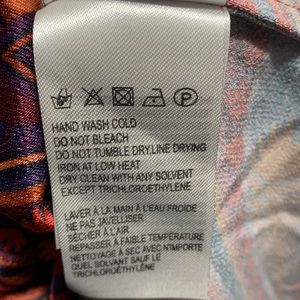 P
HAND WASH COLD
DO NOT BLEACH
DO NOT TUMBLE DRY,LINE DRYING
IRON AT LOW HEAT
DRY CLEAN WITH ANY SOLVENT
EXCEPT TRICHLOROETHYLENE
LAVER À LA MAIN À L'EAU FROIDE
NE PAS JAVELLISER
SÉCHER À L'AIR
REPASSER À FAIBLE TEMPÉRATURE
NETTOYAGE À SEC AVEC N'IMPORTE
QUEL SOLVANT SAUF LE
TRICHLOROÉTHYLÈNE